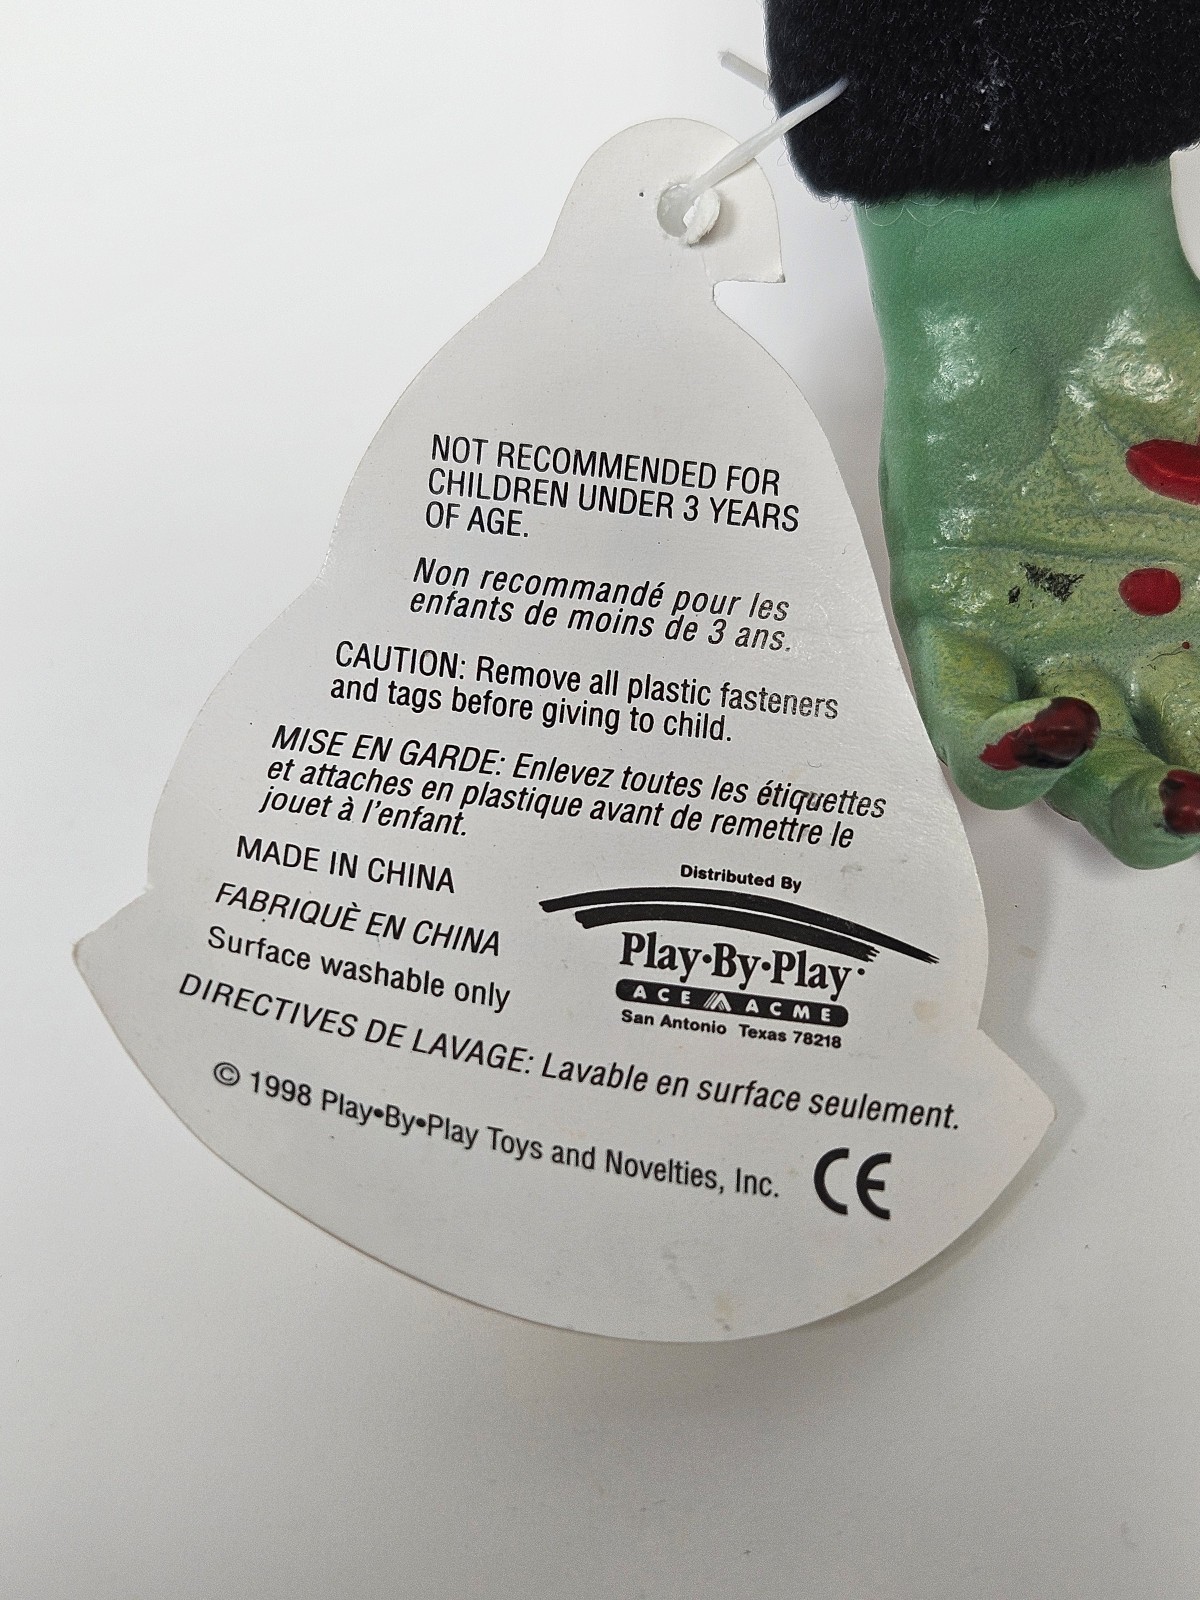 NOT RECOMMENDED FOR
CHILDREN UNDER 3 YEARS
OF AGE.
Non recommandé pour les
enfants de moins de 3 ans.
CAUTION: Remove all plastic fasteners
and tags before giving to child.
MISE EN GARDE: Enlevez toutes les étiquettes
et attaches en plastique avant de remettre le
jouet à l'enfant.
MADE IN CHINA
FABRIQUÈ EN CHINA
Surface washable only
Distributed By
Play•By•Play
ACE ACME
San Antonio Texas 78218
DIRECTIVES DE LAVAGE: Lavable en surface seulement.
© 1998 Play•By•Play Toys and Novelties, Inc.
CE